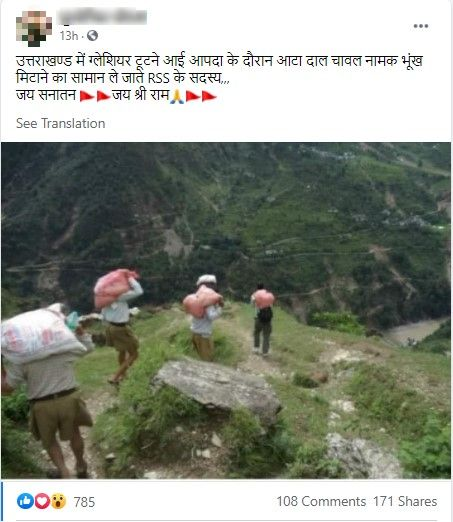 13h ·
उत्तराखण्ड में ग्लेशियर टूटने आई आपदा के दौरान आटा दाल चावल नामक भूंख
मिटाने का सामान ले जाते RSS के सदस्य,,,
जय सनातन 🚩🚩जय श्री राम🙏🚩🚩
See Translation
785
108 Comments 171 Shares